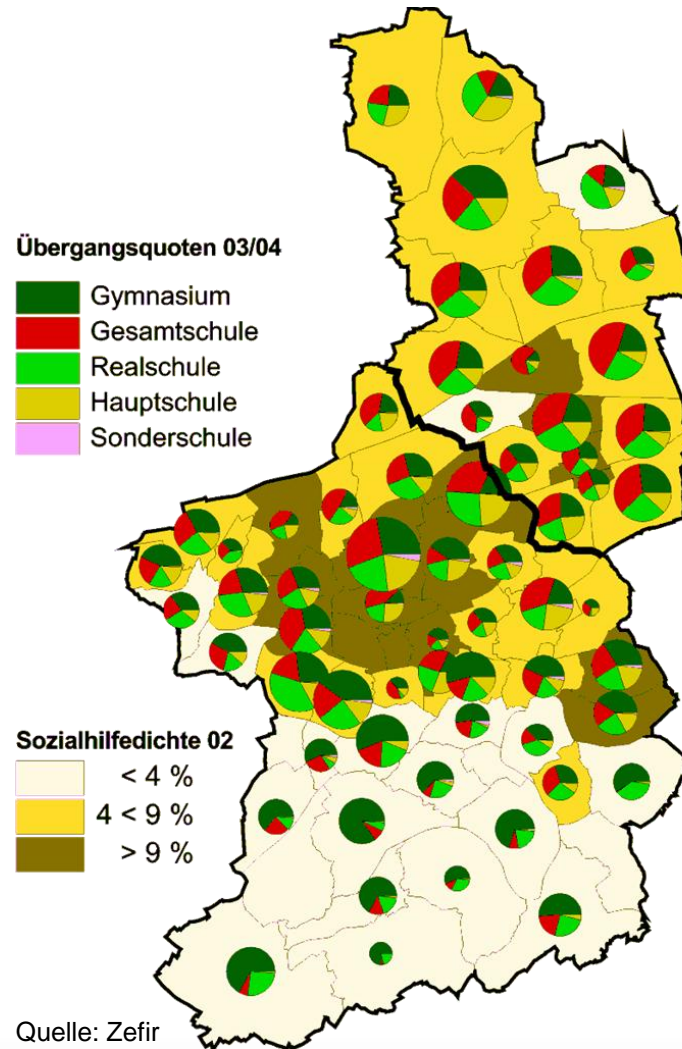 Übergangsquoten 03/04
Gymnasium
Gesamtschule
Realschule
Hauptschule
Sonderschule
Sozialhilfedichte 02
< 4 %
4 < 9 %
> 9 %
Quelle: Zefir